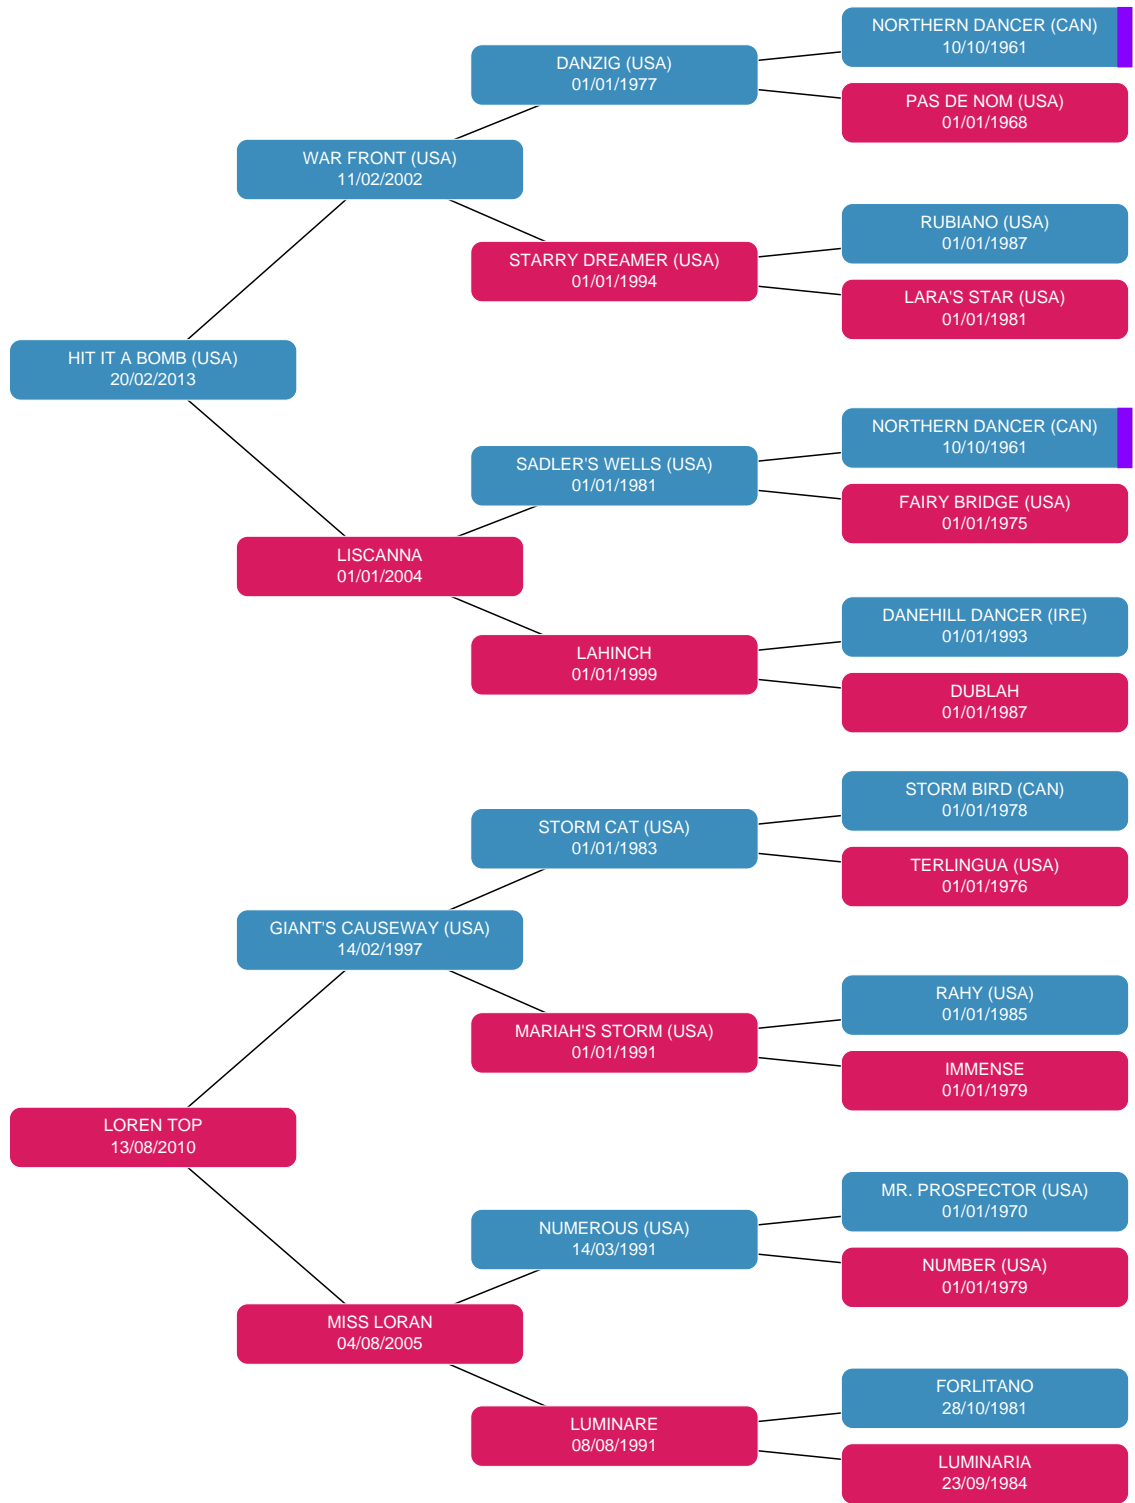 NORTHERN DANCER (CAN)
10/10/1961
DANZIG (USA)
01/01/1977
PAS DE NOM (USA)
01/01/1968
WAR FRONT (USA)
11/02/2002
RUBIANO (USA)
01/01/1987
STARRY DREAMER (USA)
01/01/1994
LARA'S STAR (USA)
01/01/1981
HIT IT A BOMB (USA)
20/02/2013
NORTHERN DANCER (CAN)
10/10/1961
SADLER'S WELLS (USA)
01/01/1981
FAIRY BRIDGE (USA)
01/01/1975
LISCANNA
01/01/2004
DANEHILL DANCER (IRE)
01/01/1993
LAHINCH
01/01/1999
DUBLAH
01/01/1987
STORM BIRD (CAN)
01/01/1978
STORM CAT (USA)
01/01/1983
TERLINGUA (USA)
01/01/1976
GIANT'S CAUSEWAY (USA)
14/02/1997
RAHY (USA)
01/01/1985
MARIAH'S STORM (USA)
01/01/1991
IMMENSE
01/01/1979
LOREN TOP
13/08/2010
MR. PROSPECTOR (USA)
01/01/1970
NUMEROUS (USA)
14/03/1991
NUMBER (USA)
01/01/1979
MISS LORAN
04/08/2005
FORLITANO
28/10/1981
LUMINARE
08/08/1991
LUMINARIA
23/09/1984